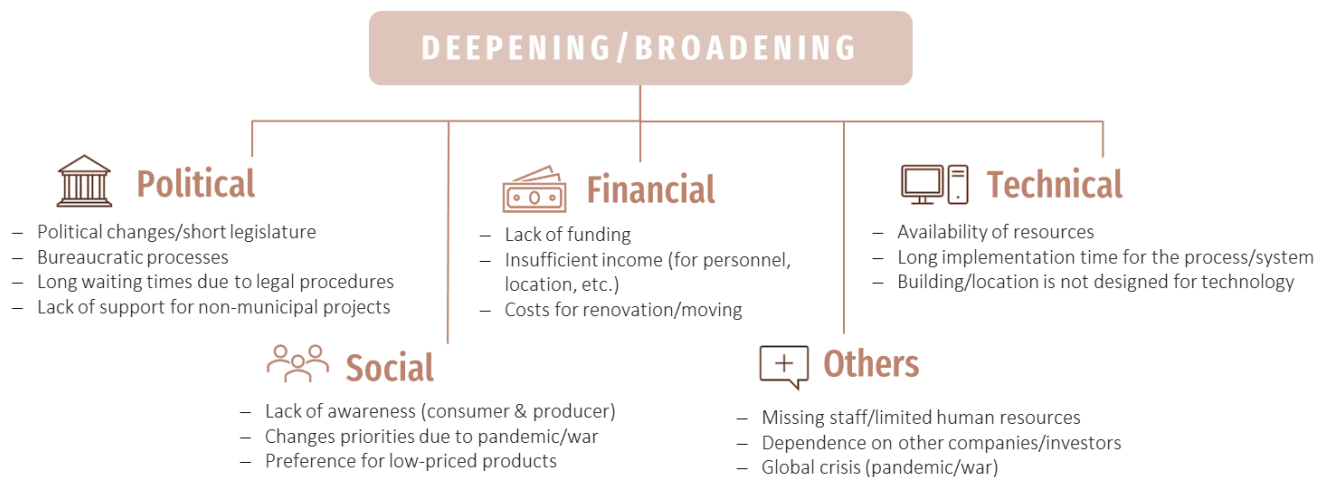 DEEPENING/BROADENING
Political
– Political changes/short legislature
– Bureaucratic processes
– Long waiting times due to legal procedures
– Lack of support for non-municipal projects
Financial
– Lack of funding
– Insufficient income (for personnel,
location, etc.)
– Costs for renovation/moving
Technical
– Availability of resources
– Long implementation time for the process/system
– Building/location is not designed for technology
Social
– Lack of awareness (consumer & producer)
– Changes priorities due to pandemic/war
– Preference for low-priced products
Others
– Missing staff/limited human resources
– Dependence on other companies/investors
– Global crisis (pandemic/war)